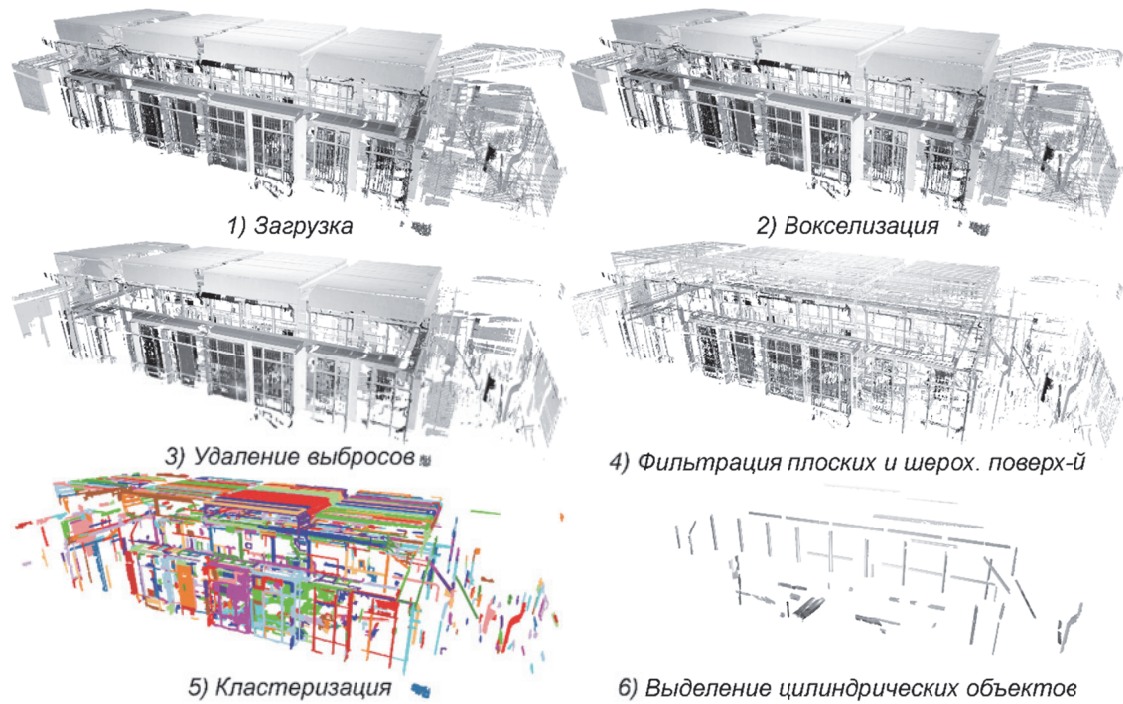 1) Загрузка
2) Вокселизация
3) Удаление выбросов
4) Фильтрация плоских и шерох. поверх-й
5) Кластеризация
6) Выделение цилиндрических объектов